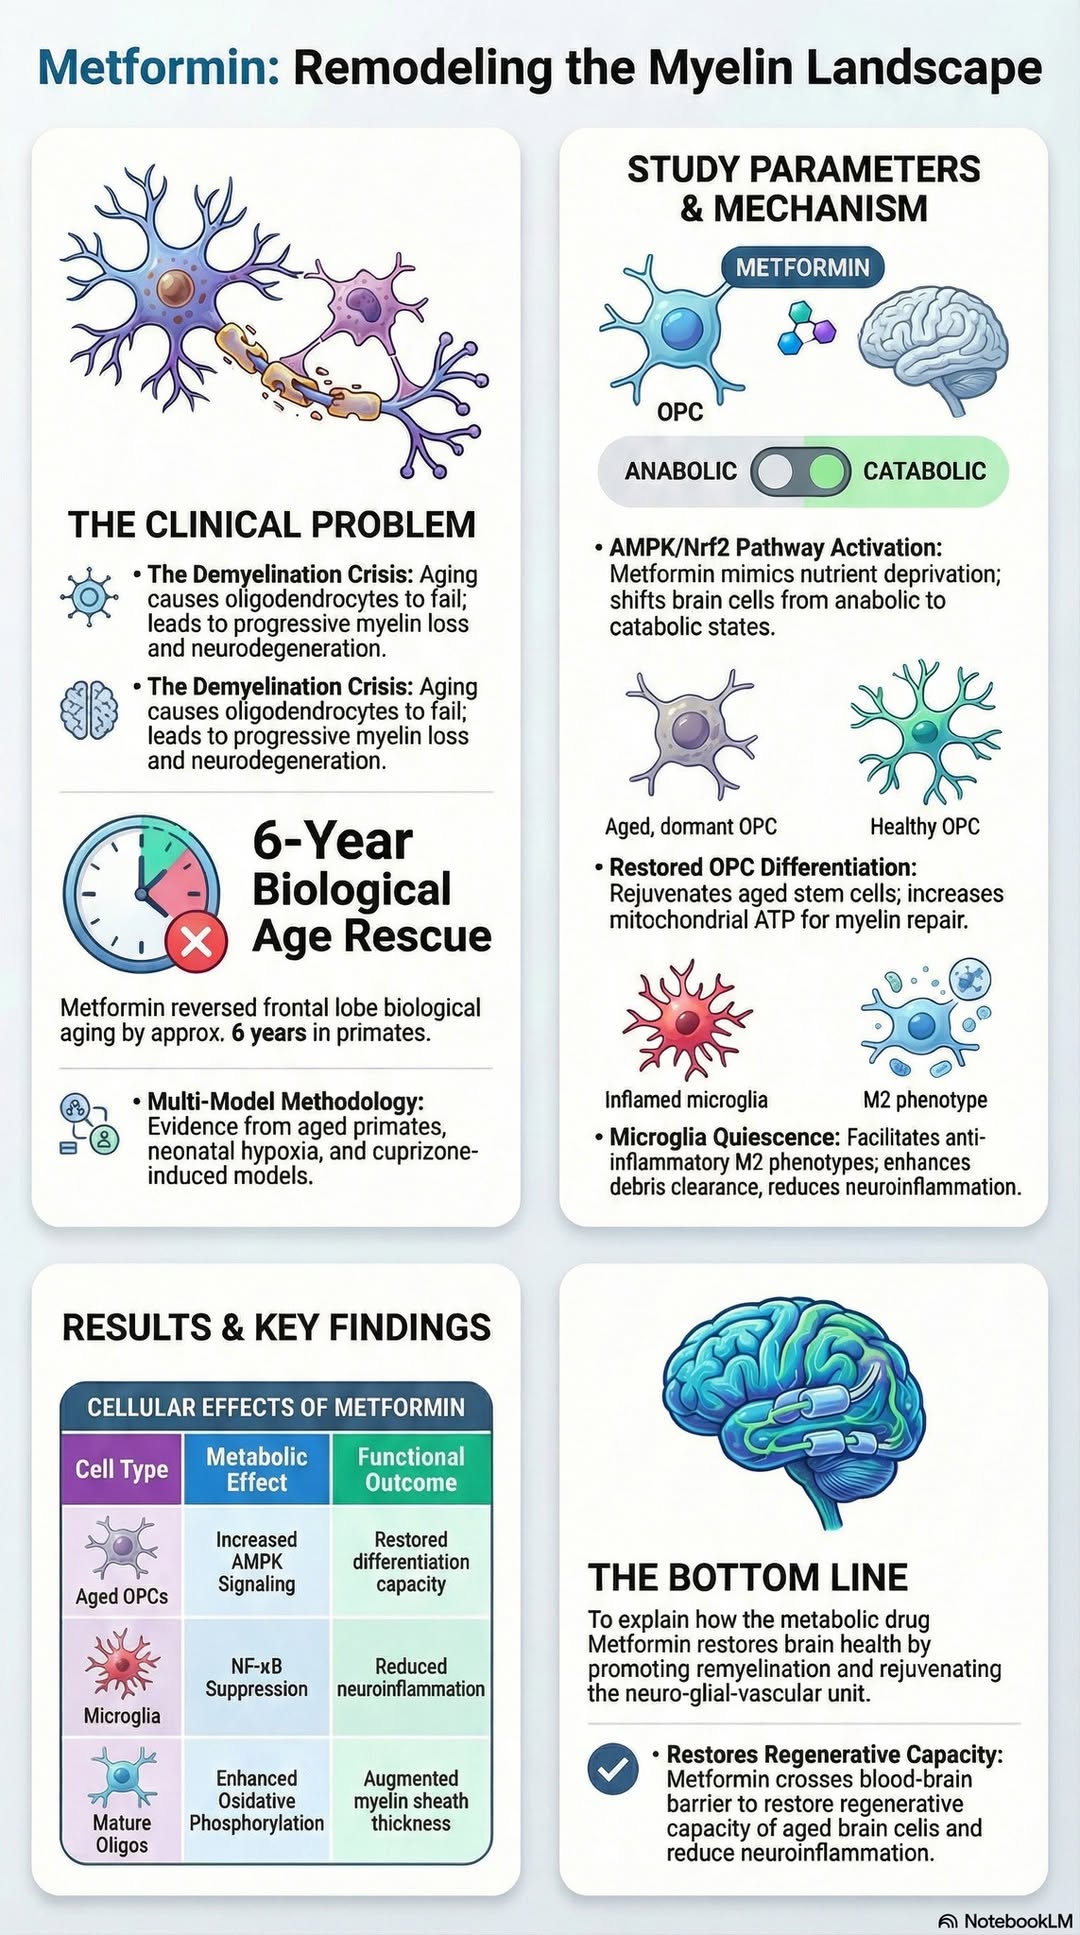 Metformin: Remodeling the Myelin Landscape
THE CLINICAL PROBLEM
• The Demyelination Crisis: Aging
causes oligodendrocytes to fail;
leads to progressive myelin loss
and neurodegeneration.
• The Demyelination Crisis: Aging
causes oligodendrocytes to fail;
leads to progressive myelin loss
and neurodegeneration.
6-Year
Biological
Age Rescue
Metformin reversed frontal lobe biological
aging by approx. 6 years in primates.
• Multi-Model Methodology:
Evidence from aged primates,
neonatal hypoxia, and cuprizone-
induced models.
STUDY PARAMETERS
& MECHANISM
METFORMIN
OPC
ANABOLIC
CATABOLIC
• AMPK/Nrf2 Pathway Activation:
Metformin mimics nutrient deprivation;
shifts brain cells from anabolic to
catabolic states.
Aged, dormant OPC
Healthy OPC
• Restored OPC Differentiation:
Rejuvenates aged stem cells; increases
mitochondrial ATP for myelin repair.
Inflamed microglia
M2 phenotype
• Microglia Quiescence: Facilitates anti-
inflammatory M2 phenotypes; enhances
debris clearance, reduces neuroinflammation.
RESULTS & KEY FINDINGS
CELLULAR EFFECTS OF METFORMIN
Cell Type
Metabolic
Effect
Functional
Outcome
Aged OPCs
Increased
AMPK
Signaling
Restored
differentiation
capacity
Microglia
NF-xB
Suppression
Reduced
neuroinflammation
Mature
Oligos
Enhanced
Oxidative
Phosphorylation
Augmented
myelin sheath
thickness
THE BOTTOM LINE
To explain how the metabolic drug
Metformin restores brain health by
promoting remyelination and rejuvenating
the neuro-glial-vascular unit.
• Restores Regenerative Capacity:
Metformin crosses blood-brain
barrier to restore regenerative
capacity of aged brain celis and
reduce neuroinflammation.
NotebookLM